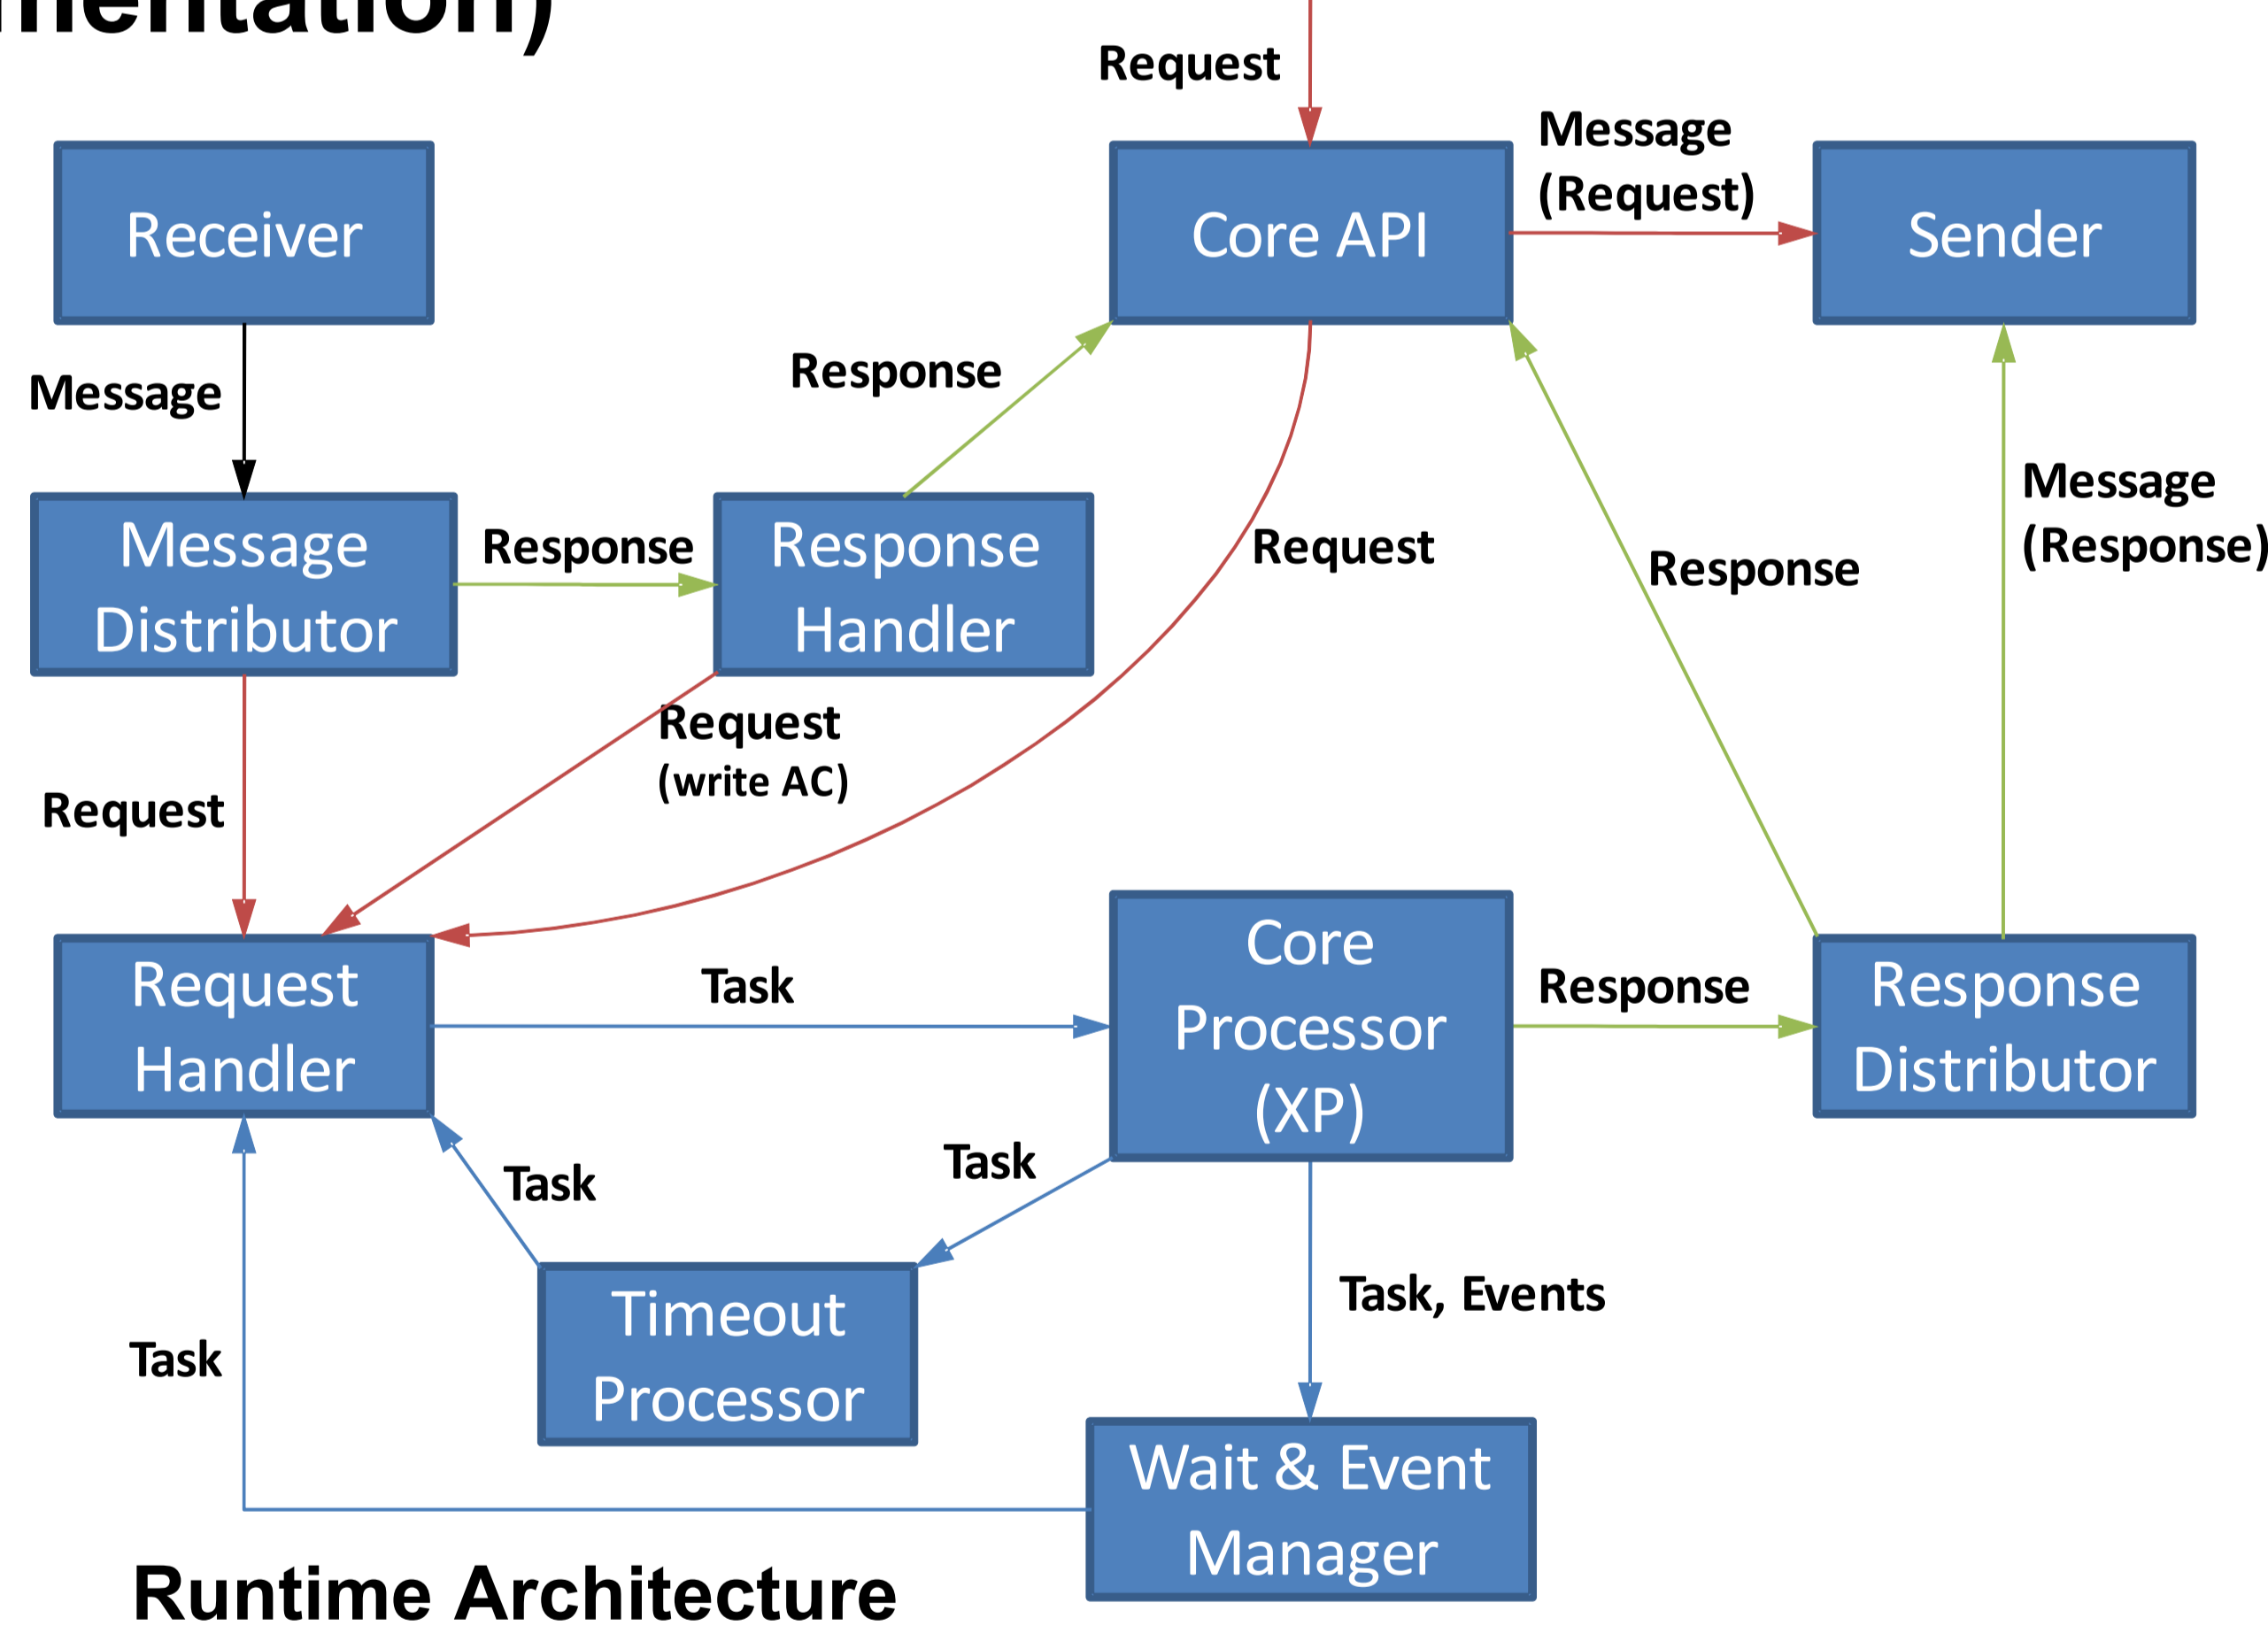 mentation)
Request
Message
(Request)
Receiver
Core API
Sender
Message
Response
Message
(Response)
Message
Distributor
Response
Response
Handler
Request
Response
Request
(write AC)
Request
Request
Handler
Task
Core
Processor
(XP)
Response
Response
Distributor
Task
Task
Timeout
Processor
Task, Events
Task
Wait & Event
Manager
Runtime Architecture